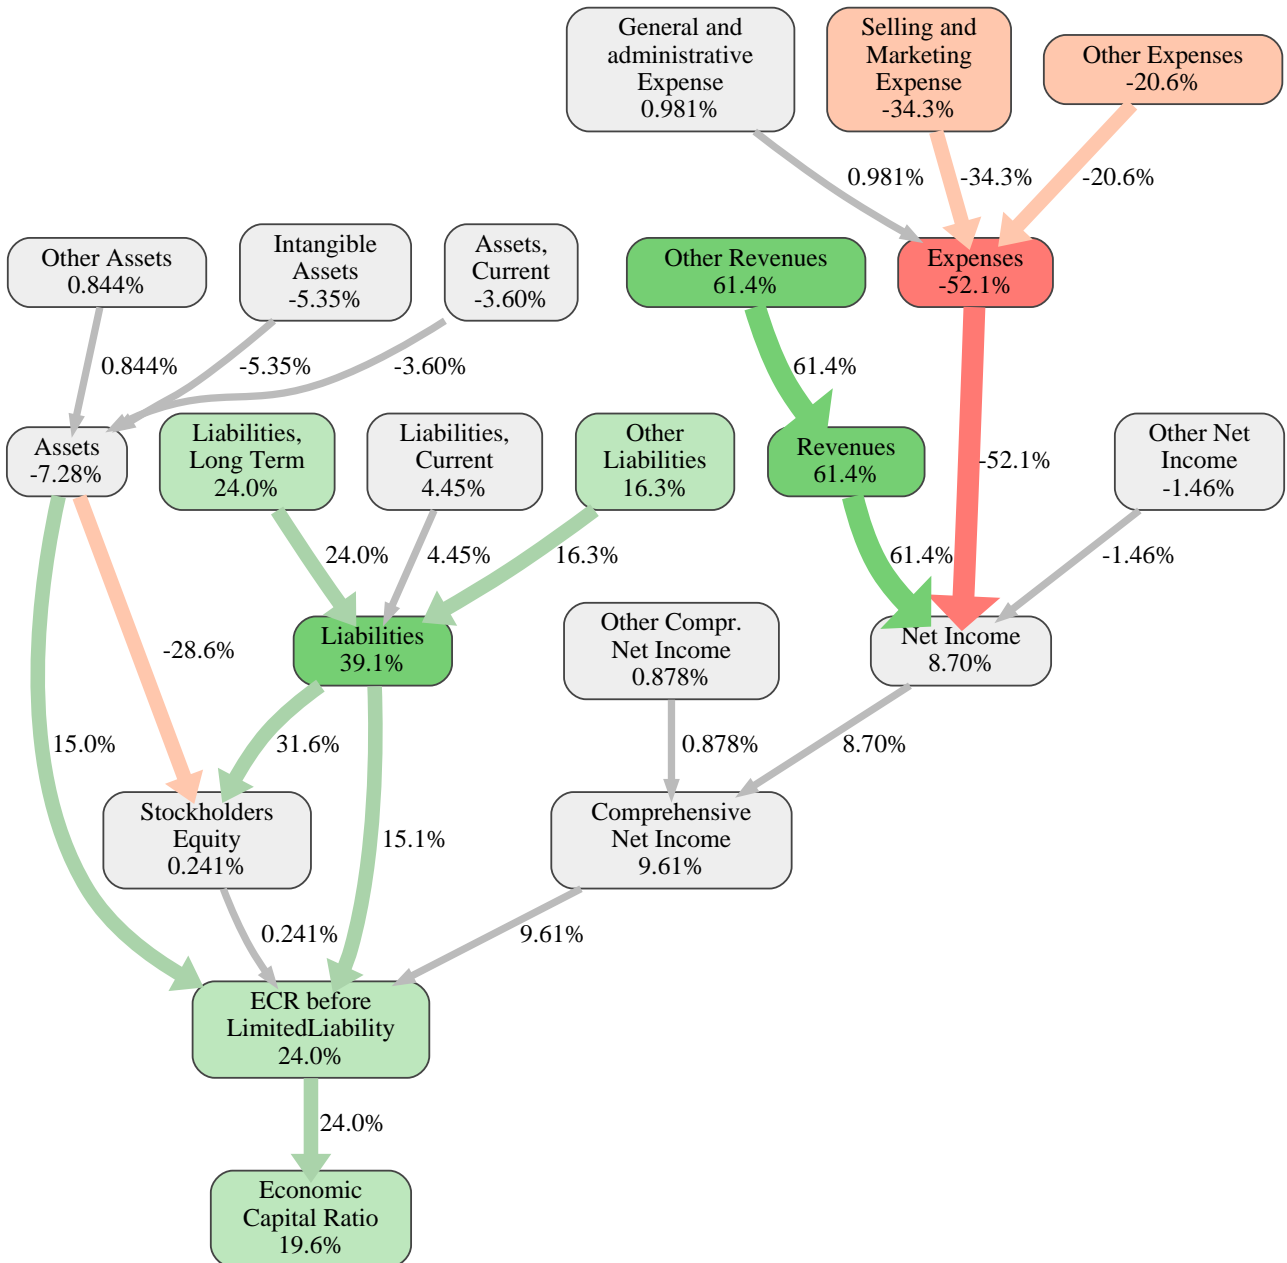 General and
administrative
Expense
0.981%
Selling and
Marketing
Expense
-34.3%
Other Expenses
-20.6%
0.981%
-34.3%
-20.6%
Other Assets
0.844%
Intangible
Assets
-5.35%
Assets,
Current
-3.60%
Other Revenues
61.4%
Expenses
-52.1%
0.844%
-5.35%
-3.60%
61.4%
Assets
-7.28%
Liabilities,
Long Term
24.0%
Liabilities,
Current
4.45%
Other
Liabilities
16.3%
Revenues
61.4%
-52.1%
Other Net
Income
-1.46%
24.0%
4.45%
16.3%
61.4%
-1.46%
-28.6%
Liabilities
39.1%
Other Compr.
Net Income
0.878%
Net Income
8.70%
15.0%
31.6%
0.878%
8.70%
Stockholders
Equity
0.241%
15.1%
Comprehensive
Net Income
9.61%
0.241%
9.61%
ECR before
LimitedLiability
24.0%
24.0%
Economic
Capital Ratio
19.6%